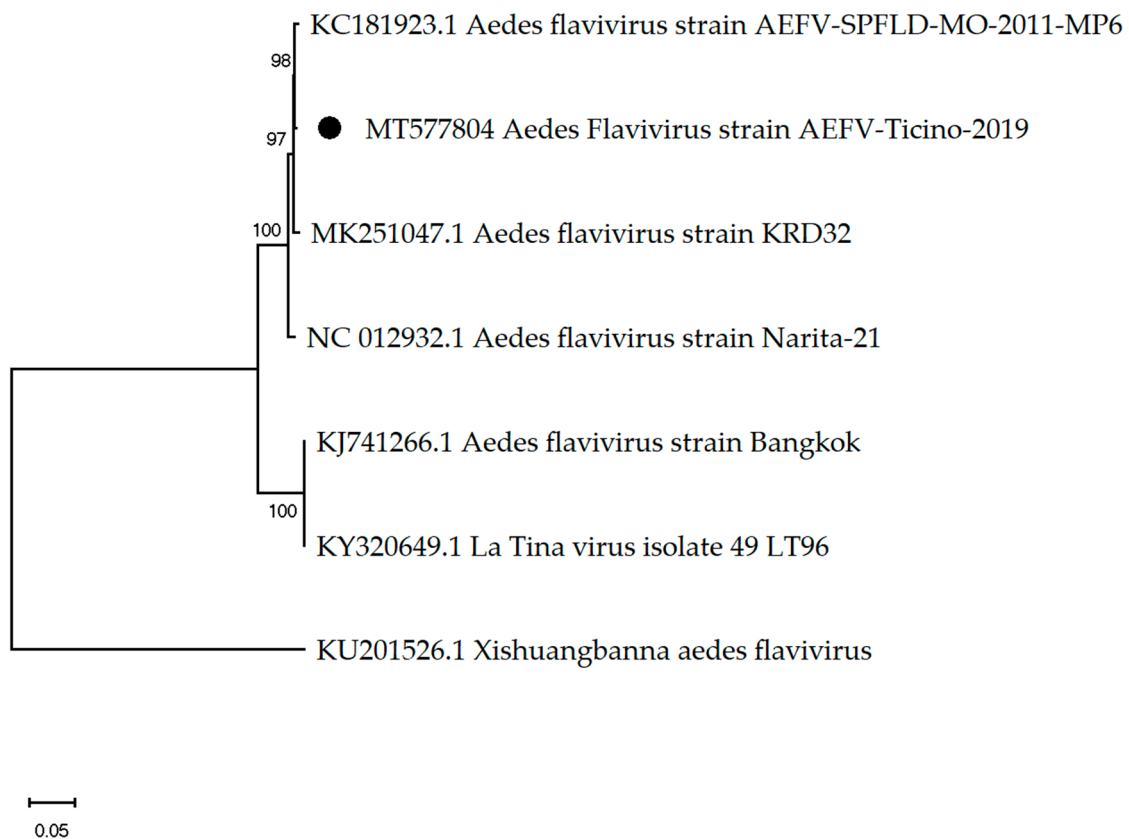 KC181923.1 Aedes flavivirus strain AEFV-SPFLD-MO-2011-MP6
98
MT577804 Aedes Flavivirus strain AEFV-Ticino-2019
97
MK251047.1 Aedes flavivirus strain KRD32
100
NC 012932.1 Aedes flavivirus strain Narita-21
KJ741266.1 Aedes flavivirus strain Bangkok
100
KY320649.1 La Tina virus isolate 49 LT96
KU201526.1 Xishuangbanna aedes flavivirus
0.05